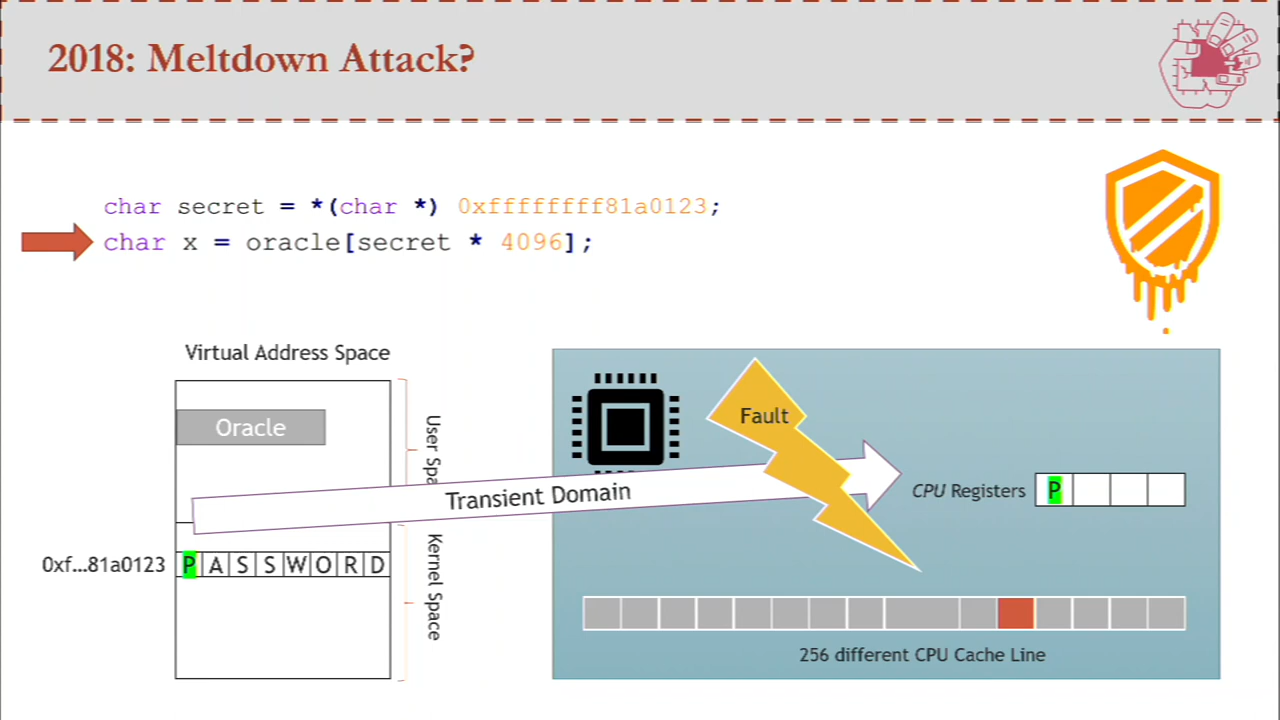 2018: Meltdown Attack?
char secret = *(char *) 0xffffffff81a0123;
char x = oracle[secret * 4096];
Virtual Address Space
Oracle
User Spa
Fault
Transient Domain
CPU Registers
P
Kernel Space
0xf...81a0123
P A S S W O R D
256 different CPU Cache Line